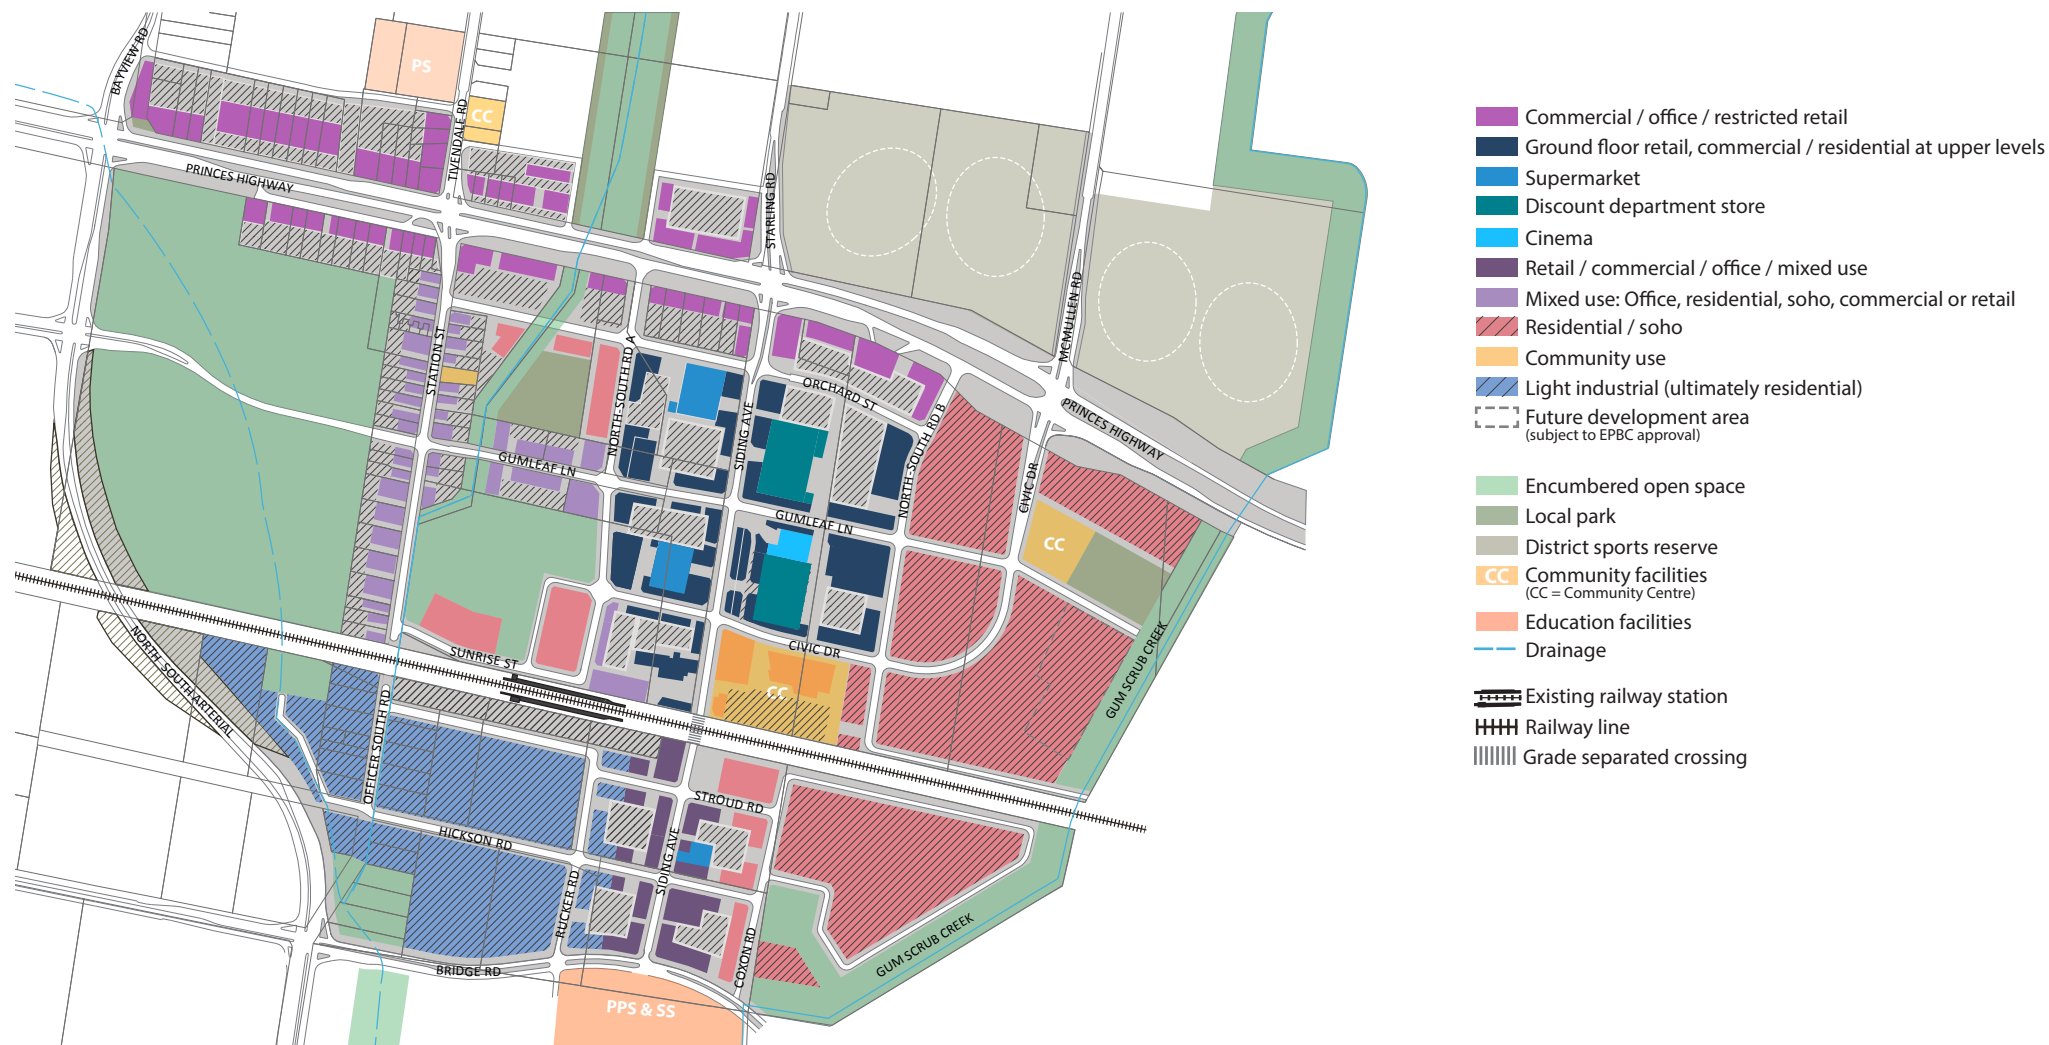 BAYVIEW RD
PS
CC
TIVENDALE RD
PRINCES HIGHWAY
STARLING RD
MCMULLEN RD
STATION ST
NORTH-SOUTH RD A
ORCHARD ST
SIDING AVE
NORTH-SOUTH RD B
PRINCES HIGHWAY
GUMLEAF LN
CIVIC DR
GUMLEAF LN
CC
NORTH SOUTH ARTERIAL
SUNRISE ST
CIVIC DR
CC
GUM SCRUB CREEK
OFFICER SOUTH RD
STROUD RD
HICKSON RD
SIDING AVE
RUCKER RD
COXON RD
GUM SCRUB CREEK
BRIDGE RD
PPS & SS
Commercial / office / restricted retail
Ground floor retail, commercial / residential at upper levels
Supermarket
Discount department store
Cinema
Retail / commercial / office / mixed use
Mixed use: Office, residential, soho, commercial or retail
Residential / soho
Community use
Light industrial (ultimately residential)
Future development area
(subject to EPBC approval)
Encumbered open space
Local park
District sports reserve
CC Community facilities
(CC = Community Centre)
Education facilities
Drainage
Existing railway station
Railway line
Grade separated crossing